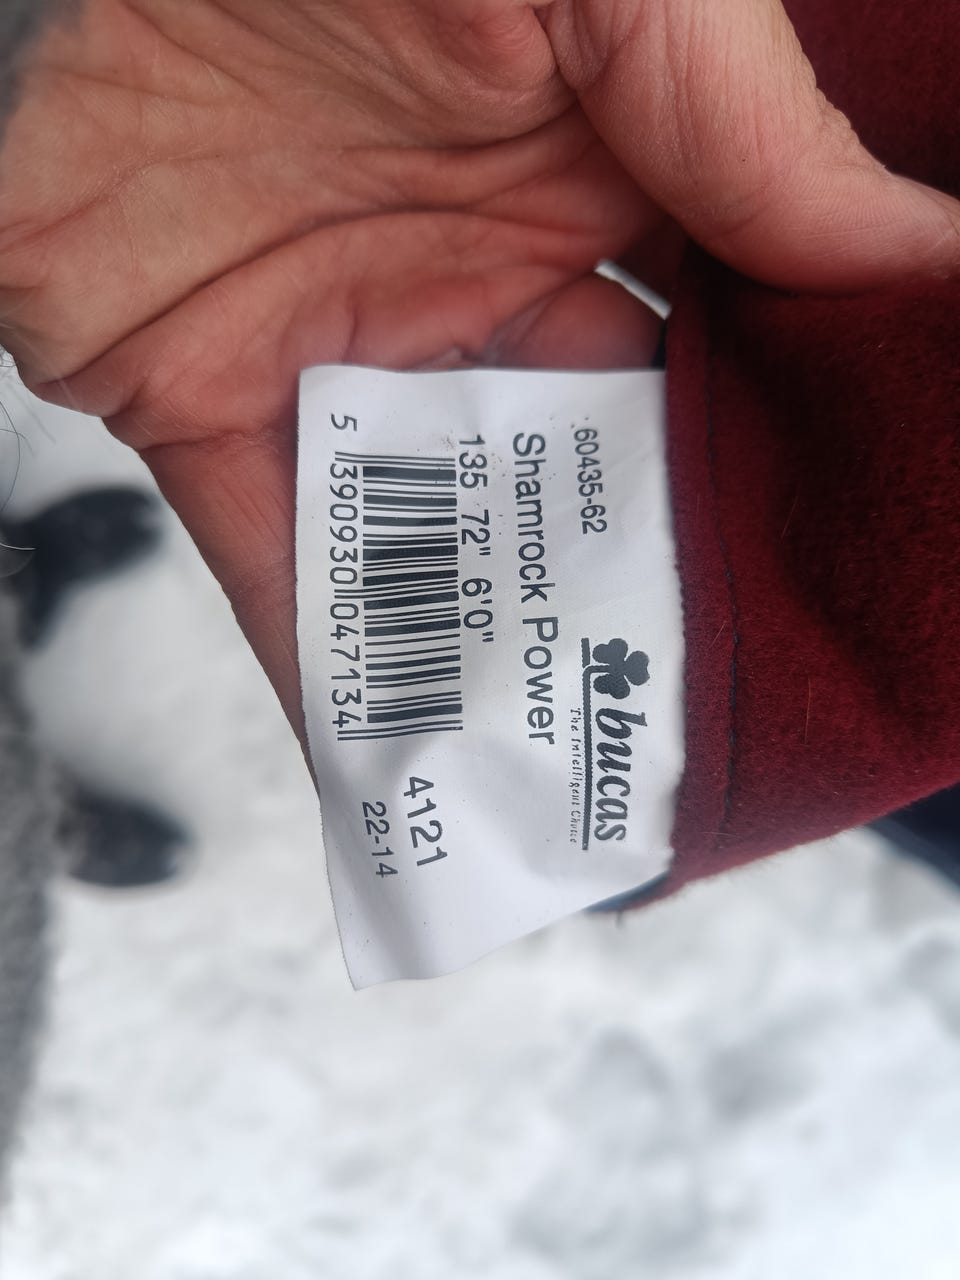 60435-62
bucas
The Intelligent Choice
Shamrock Power
135 72" 6'0"
5 390930 047134
4121
22-14